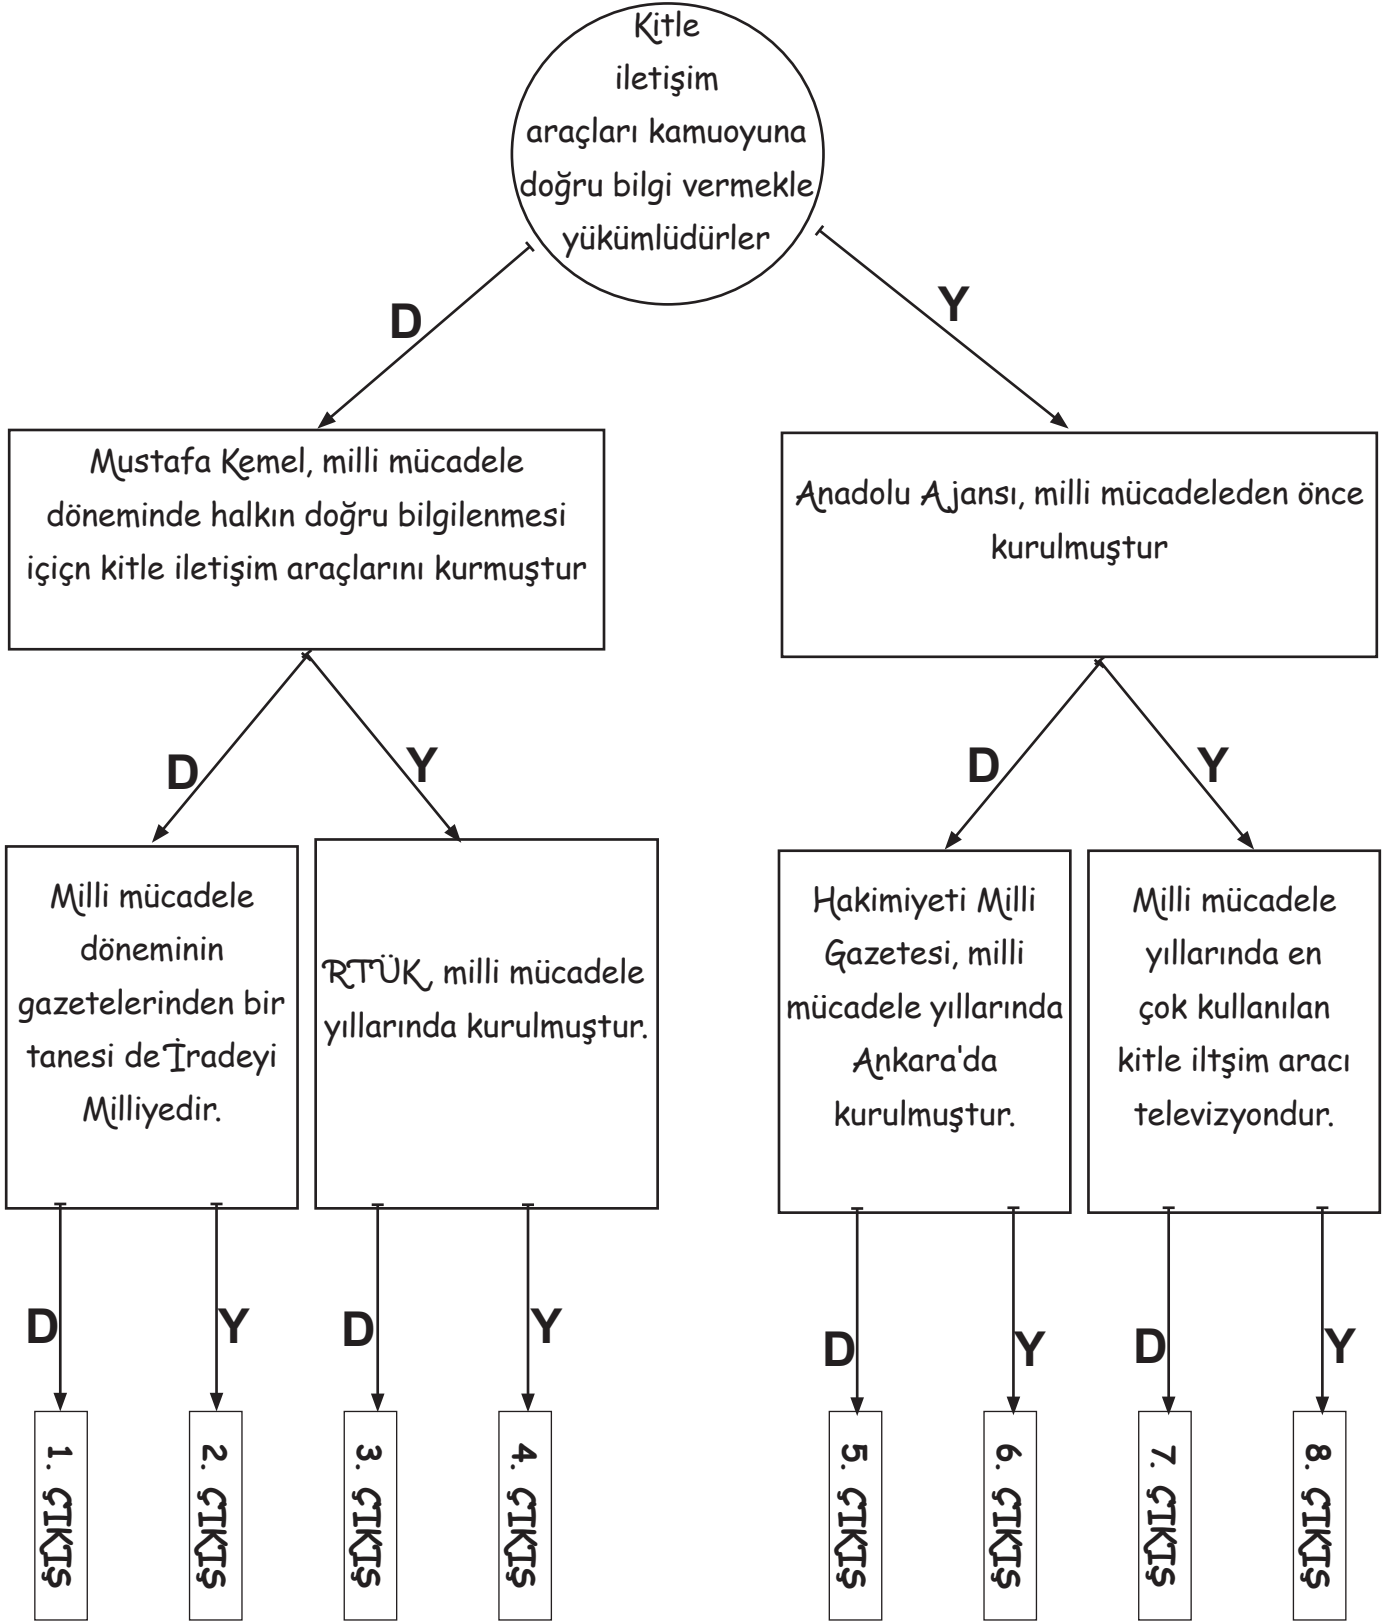 Kitle
iletişim
araçları kamuoyuna
doğru bilgi vermekle
yükümlüdürler
D
Y
Mustafa Kemel, milli mücadele
döneminde halkın doğru bilgilenmesi
içiçn kitle iletişim araçlarını kurmuştur
Anadolu Ajansı, milli mücadeleden önce
kurulmuştur
D
Y
D
Y
Milli mücadele
döneminin
gazetelerinden bir
tanesi de İradeyi
Milliyedir.
RTÜK, milli mücadele
yıllarında kurulmuştur.
Hakimiyeti Milli
Gazetesi, milli
mücadele yıllarında
Ankara'da
kurulmuştur.
Milli mücadele
yıllarında en
çok kullanılan
kitle iltşim aracı
televizyondur.
D
Y
D
Y
D
Y
D
Y
1. ÇIKIŞ
2. ÇIKIŞ
3. ÇIKIŞ
4. ÇIKIŞ
5. ÇIKIŞ
6. ÇIKIŞ
7. ÇIKIŞ
8. ÇIKIŞ